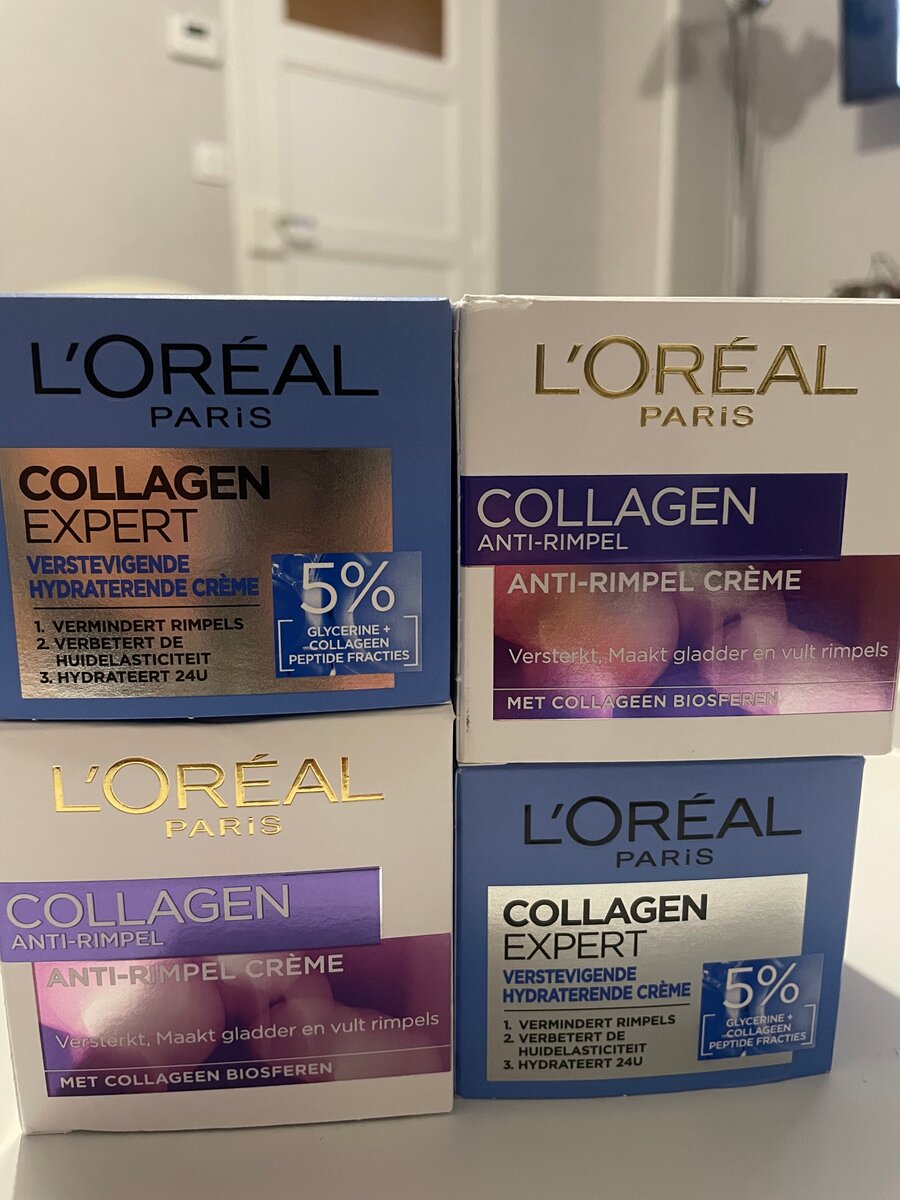 L'ORÉAL
PARiS
COLLAGEN
EXPERT
VERSTEVIGENDE
HYDRATERENDE CRÈME
1. VERMINDERT RIMPELS
2. VERBETERT DE
HUIDELASTICITEIT
3. HYDRATEERT 24U
5%
GLYCERINE +
COLLAGEEN
PEPTIDE FRACTIES
L'ORÉAL
PARiS
COLLAGEN
ANTI-RIMPEL
ANTI-RIMPEL CRÈME
Versterkt, Maakt gladder en vult rimpels
MET COLLAGEEN BIOSFEREN
L'ORÉAL
PARiS
COLLAGEN
ANTI-RIMPEL
ANTI-RIMPEL CRÈME
Versterkt, Maakt gladder en vult rimpels
MET COLLAGEEN BIOSFEREN
L'ORÉAL
PARiS
COLLAGEN
EXPERT
VERSTEVIGENDE
HYDRATERENDE CRÈME
1. VERMINDERT RIMPELS
2. VERBETERT DE
HUIDELASTICITEIT
3. HYDRATEERT 24U
5%
GLYCERINE +
COLLAGEEN
PEPTIDE FRACTIES